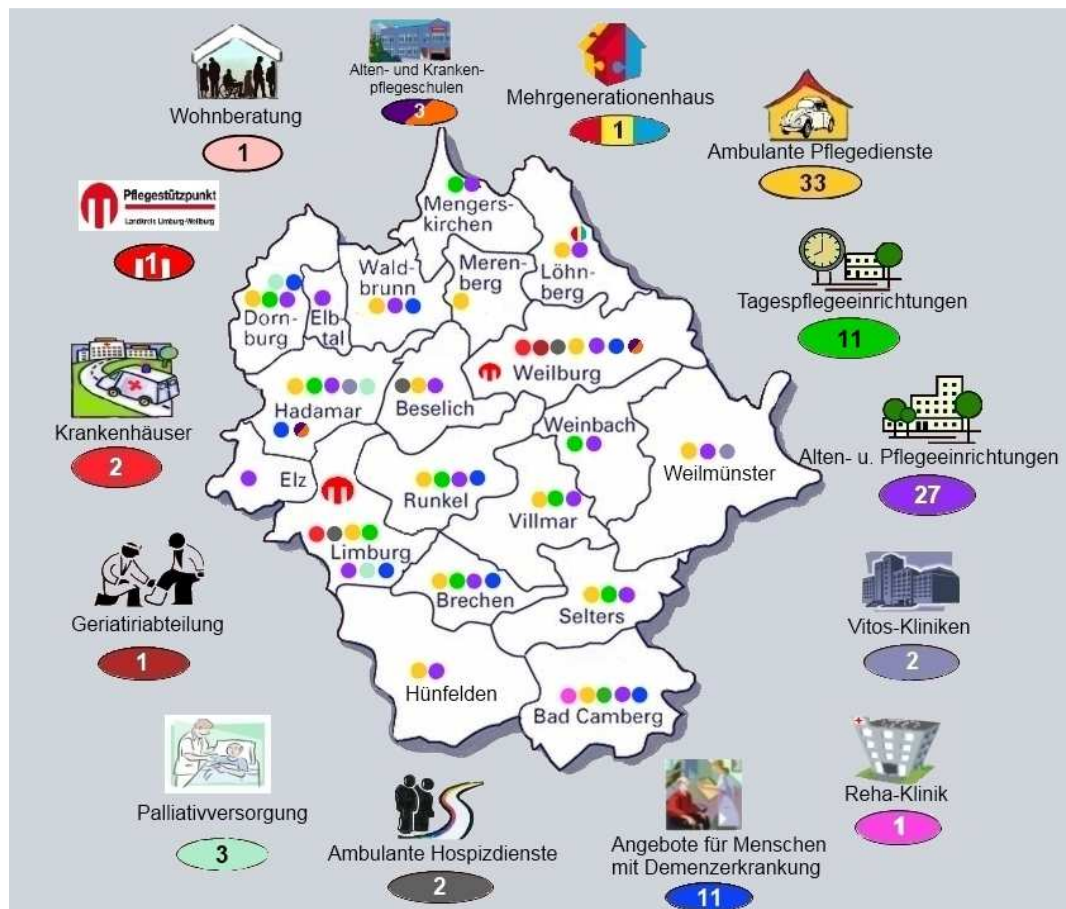 Alten- und Kranken-
pflegeschulen
3
Mehrgenerationenhaus
1
Wohnberatung
1
Ambulante Pflegedienste
33
Pflegestützpunkt
Landkreis Limburg-Weilburg
1
Mengers-
kirchen
Wald-
brunn
Meren-
berg
Löhn-
berg
Tagespflegeeinrichtungen
11
Dorn-
burg
Elb-
tal
Weilburg
Krankenhäuser
2
Hadamar
Beselich
Weinbach
Weilmünster
Alten- u. Pflegeeinrichtungen
27
Elz
Runkel
Villmar
Limburg
Geriatiriabteilung
1
Brechen
Selters
Vitos-Kliniken
2
Hünfelden
Bad Camberg
Palliativversorgung
3
Ambulante Hospizdienste
2
Angebote für Menschen
mit Demenzerkrankung
11
Reha-Klinik
1